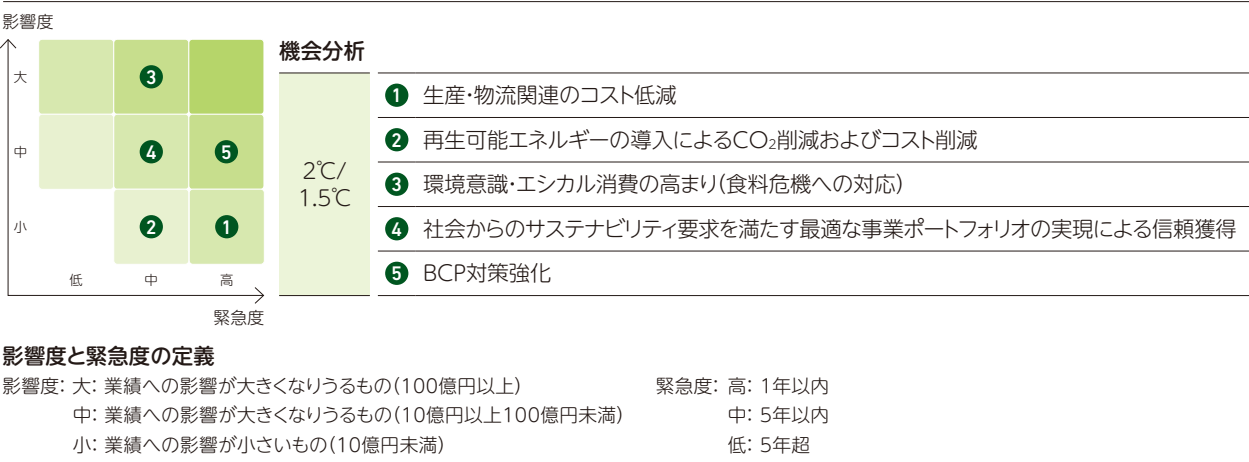 影響度
大
3
中
4
5
小
2
1
低
中
高
緊急度
機会分析
2℃/
1.5℃
1 生産・物流関連のコスト低減
2 再生可能エネルギーの導入によるCO₂削減およびコスト削減
3 環境意識・エシカル消費の高まり(食料危機への対応)
4 社会からのサステナビリティ要求を満たす最適な事業ポートフォリオの実現による信頼獲得
5 BCP対策強化
影響度と緊急度の定義
影響度: 大: 業績への影響が大きくなりうるもの(100億円以上)
中: 業績への影響が大きくなりうるもの(10億円以上100億円未満)
小: 業績への影響が小さいもの(10億円未満)
緊急度: 高: 1年以内
中: 5年以内
低: 5年超